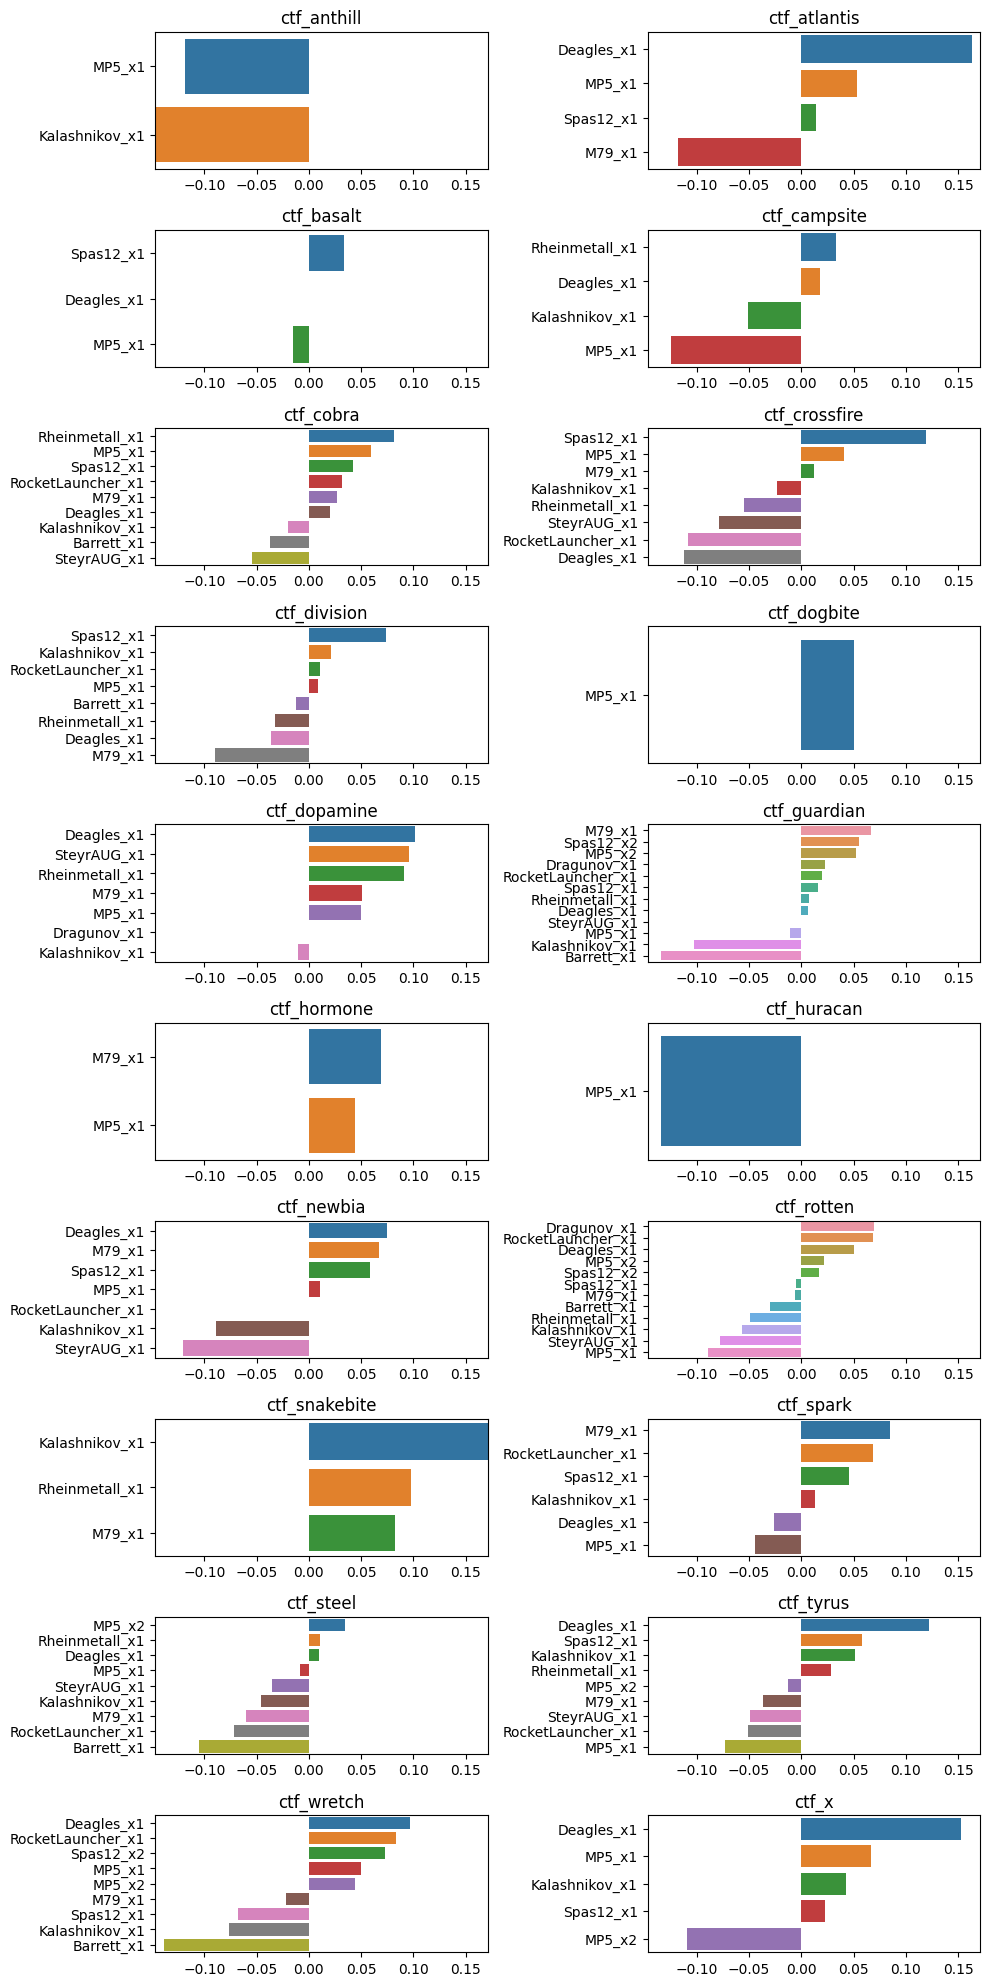 ctf_anthill
MP5_x1
Kalashnikov_x1
−0.10 −0.05 0.00 0.05 0.10 0.15
ctf_atlantis
Deagles_x1
MP5_x1
Spas12_x1
M79_x1
−0.10 −0.05 0.00 0.05 0.10 0.15
ctf_basalt
Spas12_x1
Deagles_x1
MP5_x1
−0.10 −0.05 0.00 0.05 0.10 0.15
ctf_campsite
Rheinmetall_x1
Deagles_x1
Kalashnikov_x1
MP5_x1
−0.10 −0.05 0.00 0.05 0.10 0.15
ctf_cobra
Rheinmetall_x1
MP5_x1
Spas12_x1
RocketLauncher_x1
M79_x1
Deagles_x1
Kalashnikov_x1
Barrett_x1
SteyrAUG_x1
−0.10 −0.05 0.00 0.05 0.10 0.15
ctf_crossfire
Spas12_x1
MP5_x1
M79_x1
Kalashnikov_x1
Rheinmetall_x1
SteyrAUG_x1
RocketLauncher_x1
Deagles_x1
−0.10 −0.05 0.00 0.05 0.10 0.15
ctf_division
Spas12_x1
Kalashnikov_x1
RocketLauncher_x1
MP5_x1
Barrett_x1
Rheinmetall_x1
Deagles_x1
M79_x1
−0.10 −0.05 0.00 0.05 0.10 0.15
ctf_dogbite
MP5_x1
−0.10 −0.05 0.00 0.05 0.10 0.15
ctf_dopamine
Deagles_x1
SteyrAUG_x1
Rheinmetall_x1
M79_x1
MP5_x1
Dragunov_x1
Kalashnikov_x1
−0.10 −0.05 0.00 0.05 0.10 0.15
ctf_guardian
M79_x1
Spas12_x2
MP5_x2
Dragunov_x1
RocketLauncher_x1
Spas12_x1
Rheinmetall_x1
Deagles_x1
SteyrAUG_x1
MP5_x1
Kalashnikov_x1
Barrett_x1
−0.10 −0.05 0.00 0.05 0.10 0.15
ctf_hormone
M79_x1
MP5_x1
−0.10 −0.05 0.00 0.05 0.10 0.15
ctf_huracan
MP5_x1
−0.10 −0.05 0.00 0.05 0.10 0.15
ctf_newbia
Deagles_x1
M79_x1
Spas12_x1
MP5_x1
RocketLauncher_x1
Kalashnikov_x1
SteyrAUG_x1
−0.10 −0.05 0.00 0.05 0.10 0.15
ctf_rotten
Dragunov_x1
RocketLauncher_x1
Deagles_x1
MP5_x2
Spas12_x2
Spas12_x1
M79_x1
Barrett_x1
Rheinmetall_x1
Kalashnikov_x1
SteyrAUG_x1
MP5_x1
−0.10 −0.05 0.00 0.05 0.10 0.15
ctf_snakebite
Kalashnikov_x1
Rheinmetall_x1
M79_x1
−0.10 −0.05 0.00 0.05 0.10 0.15
ctf_spark
M79_x1
RocketLauncher_x1
Spas12_x1
Kalashnikov_x1
Deagles_x1
MP5_x1
−0.10 −0.05 0.00 0.05 0.10 0.15
ctf_steel
MP5_x2
Rheinmetall_x1
Deagles_x1
MP5_x1
SteyrAUG_x1
Kalashnikov_x1
M79_x1
RocketLauncher_x1
Barrett_x1
−0.10 −0.05 0.00 0.05 0.10 0.15
ctf_tyrus
Deagles_x1
Spas12_x1
Kalashnikov_x1
Rheinmetall_x1
MP5_x2
M79_x1
SteyrAUG_x1
RocketLauncher_x1
MP5_x1
−0.10 −0.05 0.00 0.05 0.10 0.15
ctf_wretch
Deagles_x1
RocketLauncher_x1
Spas12_x2
MP5_x1
MP5_x2
M79_x1
Spas12_x1
Kalashnikov_x1
Barrett_x1
−0.10 −0.05 0.00 0.05 0.10 0.15
ctf_x
Deagles_x1
MP5_x1
Kalashnikov_x1
Spas12_x1
MP5_x2
−0.10 −0.05 0.00 0.05 0.10 0.15